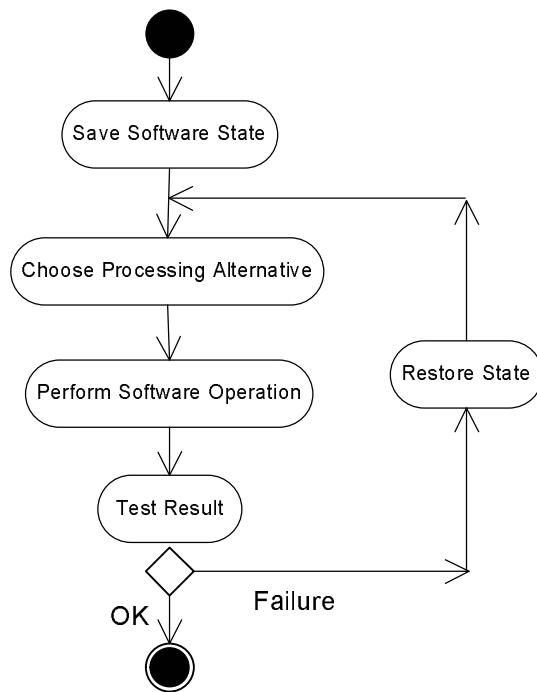 Save Software State
Choose Processing Alternative
Perform Software Operation
Restore State
Test Result
Failure
OK